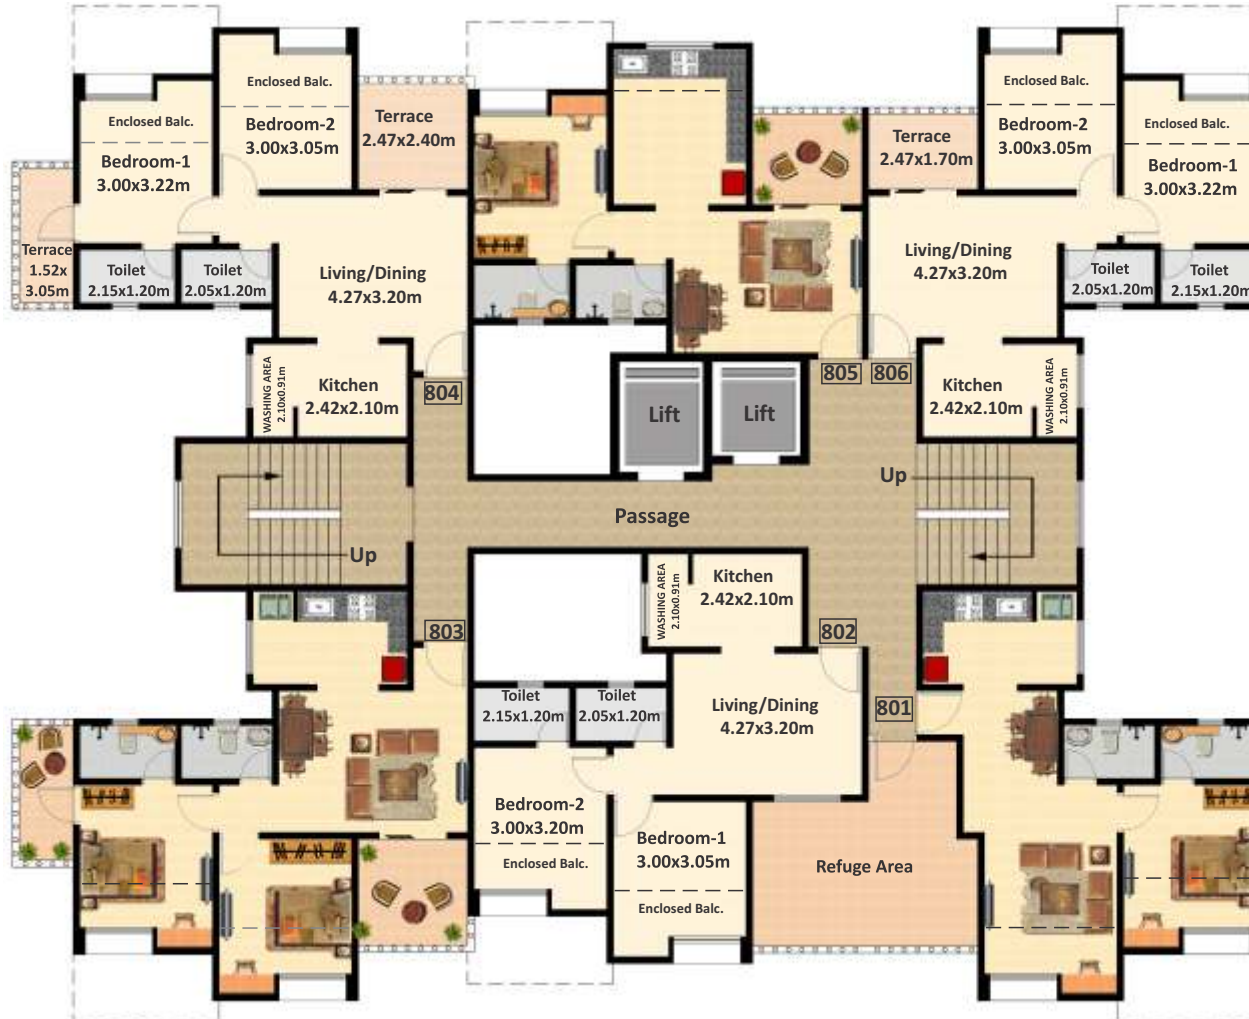 Enclosed Balc.
Bedroom-1
3.00x3.22m
Enclosed Balc.
Bedroom-2
3.00x3.05m
Terrace
2.47x2.40m
Terrace
2.47x1.70m
Enclosed Balc.
Bedroom-2
3.00x3.05m
Enclosed Balc.
Bedroom-1
3.00x3.22m
Terrace
1.52x
3.05m
Toilet
2.15x1.20m
Toilet
2.05x1.20m
Living/Dining
4.27x3.20m
Living/Dining
4.27x3.20m
Toilet
2.05x1.20m
Toilet
2.15x1.20m
WASHING AREA
2.10x0.91m
Kitchen
2.42x2.10m
804
Lift
Lift
805
806
Kitchen
2.42x2.10m
WASHING AREA
2.10x0.91m
Up
Passage
Up
WASHING AREA
2.10x0.91m
Kitchen
2.42x2.10m
803
802
Toilet
2.15x1.20m
Toilet
2.05x1.20m
Living/Dining
4.27x3.20m
801
Bedroom-2
3.00x3.20m
Enclosed Balc.
Bedroom-1
3.00x3.05m
Enclosed Balc.
Refuge Area